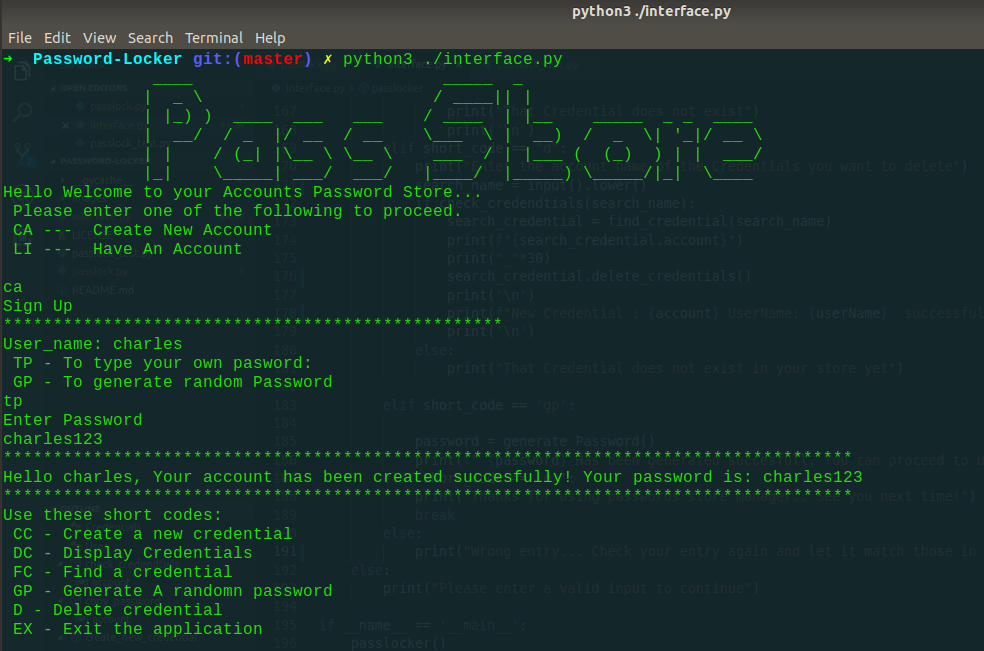 python3 ./interface.py
File Edit View Search Terminal Help
➜ Password-Locker git:(master) ✗ python3 ./interface.py
PassStore
Hello Welcome to your Accounts Password Store...
Please enter one of the following to proceed.
CA --- Create New Account
LI --- Have An Account
ca
Sign Up
**************************************************
User_name: charles
TP - To type your own pasword:
GP - To generate random Password
tp
Enter Password
charles123
*************************************************************************************
Hello charles, Your account has been created succesfully! Your password is: charles123
*************************************************************************************
Use these short codes:
CC - Create a new credential
DC - Display Credentials
FC - Find a credential
GP - Generate A randomn password
D - Delete credential
EX - Exit the application